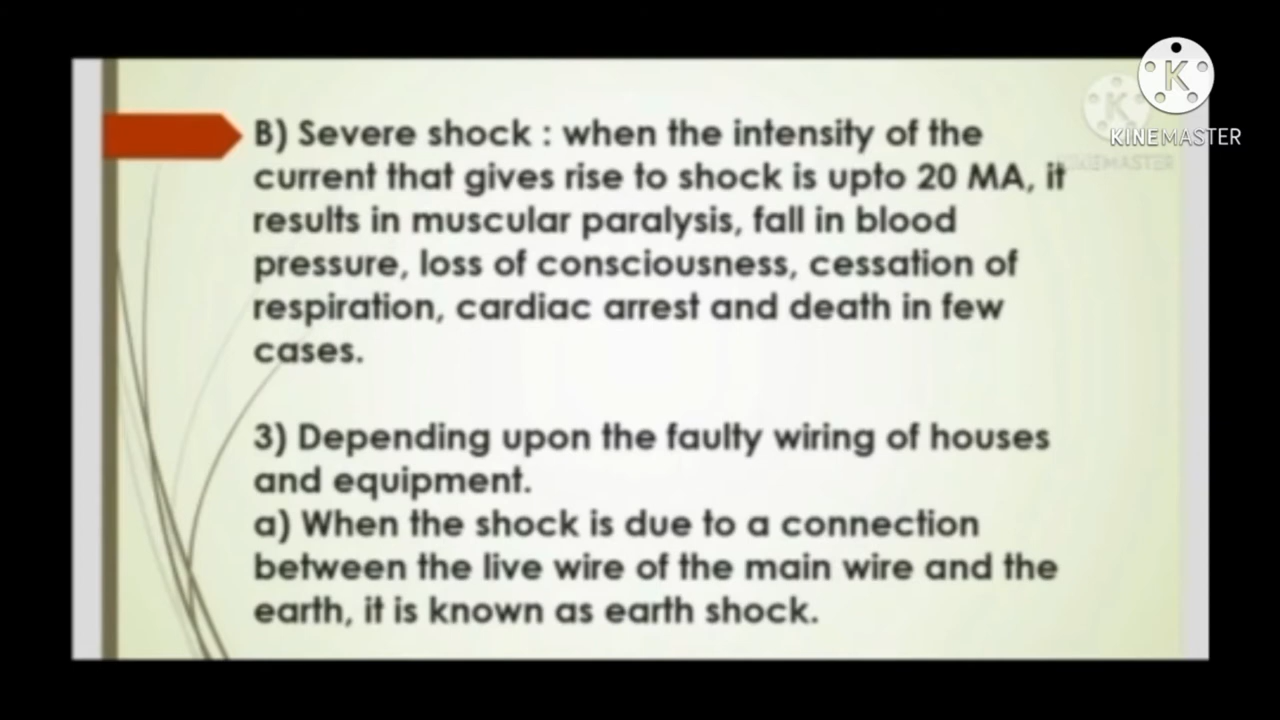 B) Severe shock : when the intensity of the
current that gives rise to shock is upto 20 MA, it
results in muscular paralysis, fall in blood
pressure, loss of consciousness, cessation of
respiration, cardiac arrest and death in few
cases.
3) Depending upon the faulty wiring of houses
and equipment.
a) When the shock is due to a connection
between the live wire of the main wire and the
earth, it is known as earth shock.
K
KINEMASTER
K
KINEMASTER